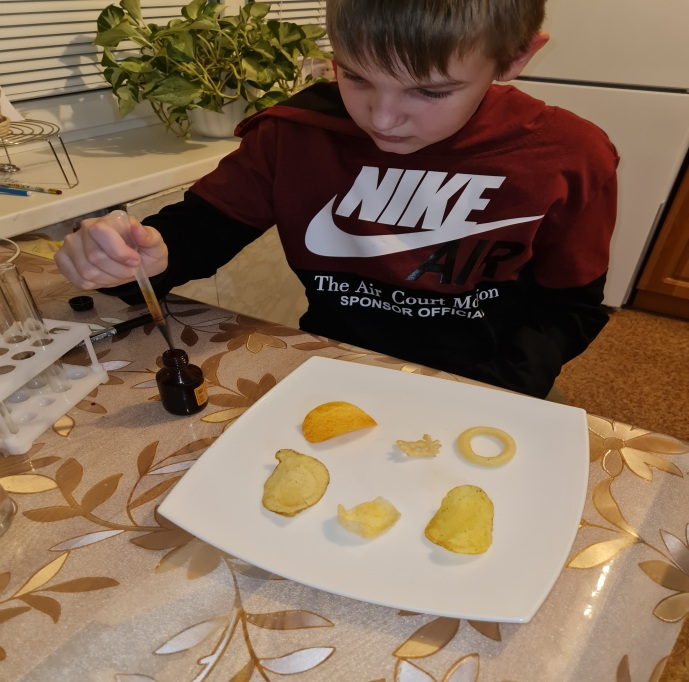 NIKE
AIR
The Air Court Motion
SPONSOR OFFICIAL